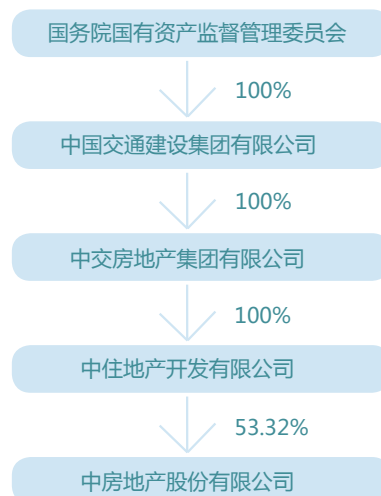 国务院国有资产监督管理委员会
100%
中国交通建设集团有限公司
100%
中交房地产集团有限公司
100%
中住地产开发有限公司
53.32%
中房地产股份有限公司